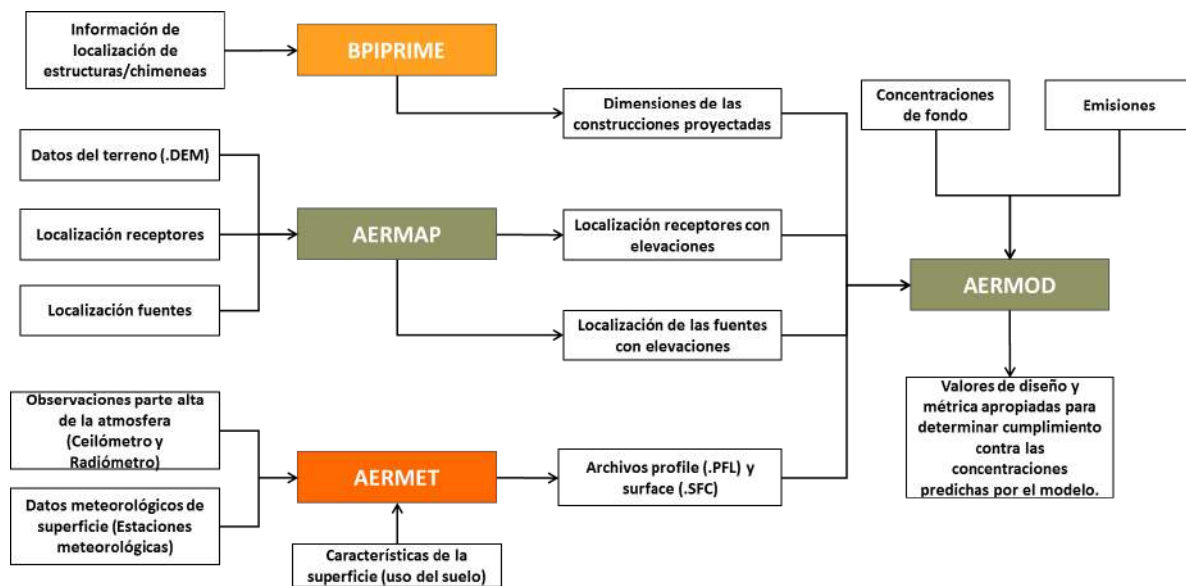 Información de
localización de
estructuras/chimeneas
BPIPRIME
Dimensiones de las
construcciones proyectadas
Concentraciones
de fondo
Emisiones
Datos del terreno (.DEM)
Localización receptores
Localización fuentes
AERMAP
Localización receptores con
elevaciones
Localización de las fuentes
con elevaciones
AERMOD
Observaciones parte alta
de la atmosfera
(Ceilómetro y
Radiómetro)
Datos meteorológicos de
superficie (Estaciones
meteorológicas)
AERMET
Características de la
superficie (uso del suelo)
Archivos profile (.PFL) y
surface (.SFC)
Valores de diseño y
métrica apropiadas para
determinar cumplimiento
contra las
concentraciones
predichas por el modelo.